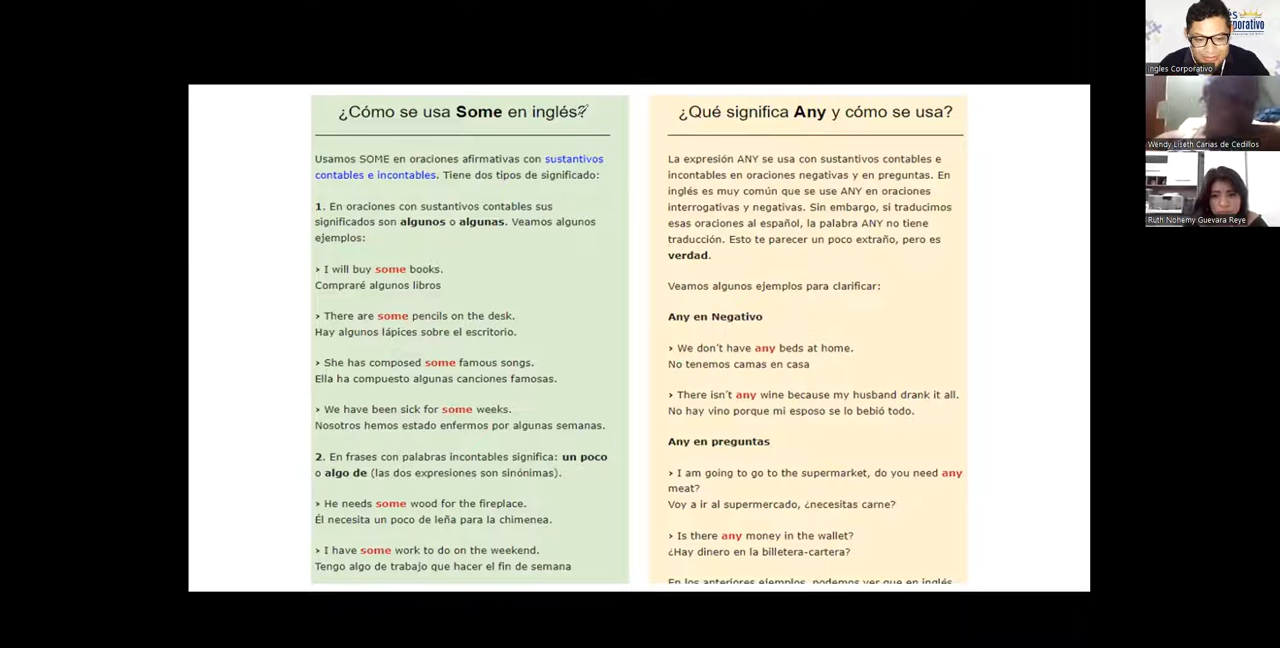 ¿Cómo se usa Some en inglés?
Usamos SOME en oraciones afirmativas con sustantivos
contables e incontables. Tiene dos tipos de significado:
1. En oraciones con sustantivos contables sus
significados son algunos o algunas. Veamos algunos
ejemplos:
› I will buy some books.
Compraré algunos libros
› There are some pencils on the desk.
Hay algunos lápices sobre el escritorio.
› She has composed some famous songs.
Ella ha compuesto algunas canciones famosas.
› We have been sick for some weeks.
Nosotros hemos estado enfermos por algunas semanas.
2. En frases con palabras incontables significa: un poco
o algo de (las dos expresiones son sinónimas).
› He needs some wood for the fireplace.
Él necesita un poco de leña para la chimenea.
› I have some work to do on the weekend.
Tengo algo de trabajo que hacer el fin de semana
¿Qué significa Any y cómo se usa?
La expresión ANY se usa con sustantivos contables e
incontables en oraciones negativas y en preguntas. En
inglés es muy común que se use ANY en oraciones
interrogativas y negativas. Sin embargo, si traducimos
esas oraciones al español, la palabra ANY no tiene
traducción. Esto te parecer un poco extraño, pero es
verdad.
Veamos algunos ejemplos para clarificar:
Any en Negativo
› We don´t have any beds at home.
No tenemos camas en casa
› There isn´t any wine because my husband drank it all.
No hay vino porque mi esposo se lo bebió todo.
Any en preguntas
› I am going to go to the supermarket, do you need any
meat?
Voy a ir al supermercado, ¿necesitas carne?
› Is there any money in the wallet?
¿Hay dinero en la billetera-cartera?
En los anteriores ejemplos, podemos ver que en inglés
Ingles Corporativo
Wendy Liseth Carias de Cedillos
Ruth Nohemy Guevara Reye